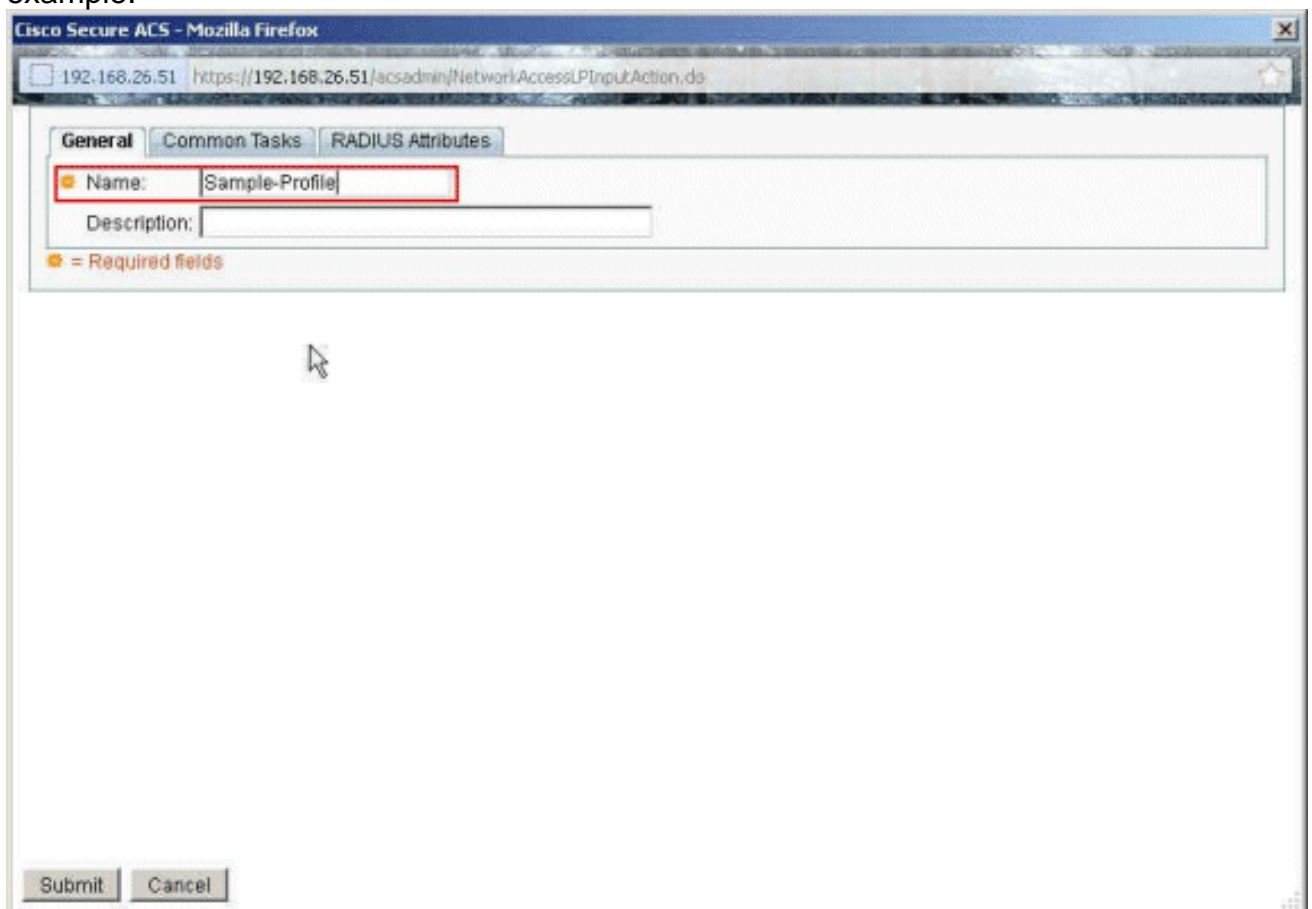 example.
Cisco Secure ACS - Mozilla Firefox
192.168.26.51 https://192.168.26.51/acsadmin/NetworkAccessLPInputAction.do
General Common Tasks RADIUS Attributes
Name: Sample-Profile
Description:
= Required fields
Submit Cancel